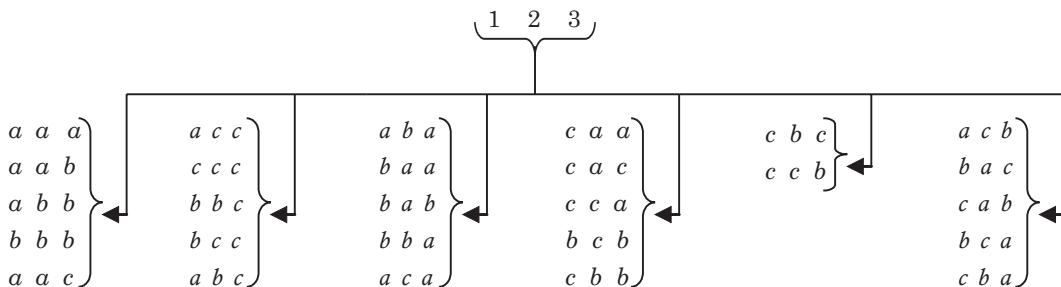 1 2 3
a a a a c c a b a c a a c b c a c b
a a b c c c b a a c a c c c b b a c
a b b b b c b a b c c a c a b
b b b b c c b b a b c b b c a
a a c a b c a c a c b b c b a